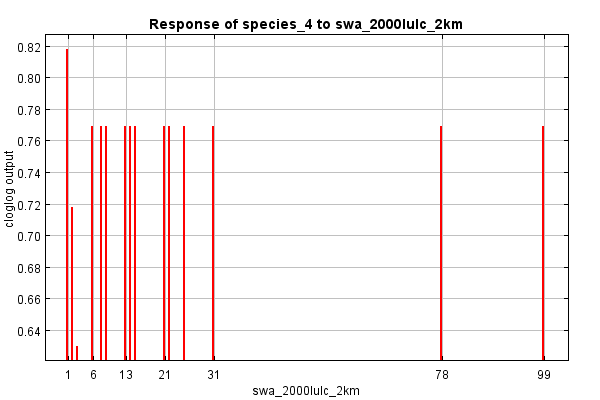 Response of species_4 to swa_2000lulc_2km
0.82
0.80
0.78
0.76
0.74
0.72
0.70
0.68
0.66
0.64
cloglog output
1 6 13 21 31 78 99
swa_2000lulc_2km